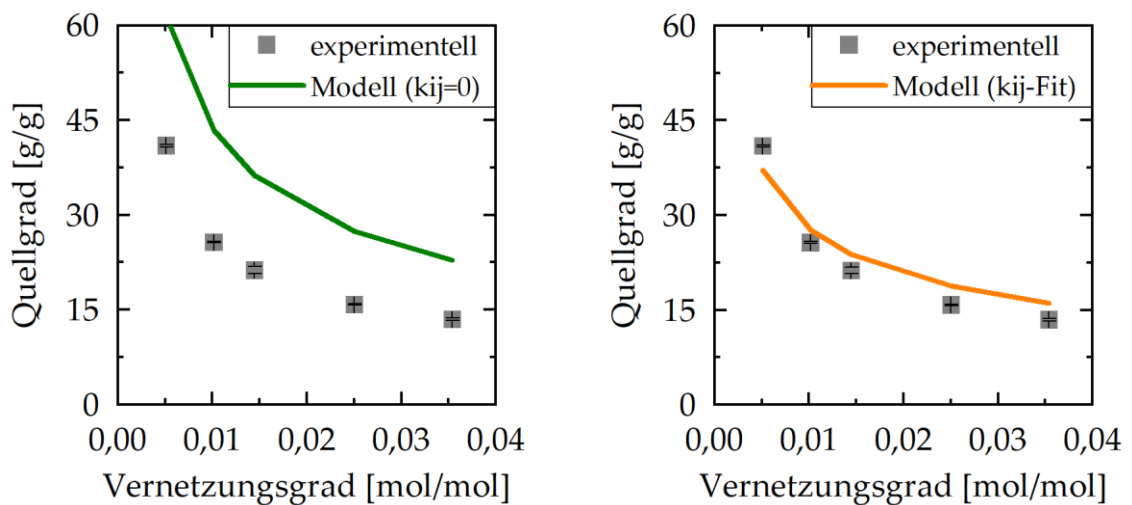 60
45
30
15
0
Quellgrad [g/g]
experimentell
Modell (kij=0)
0,00 0,01 0,02 0,03 0,04
Vernetzungsgrad [mol/mol]
60
45
30
15
0
Quellgrad [g/g]
experimentell
Modell (kij-Fit)
0,00 0,01 0,02 0,03 0,04
Vernetzungsgrad [mol/mol]